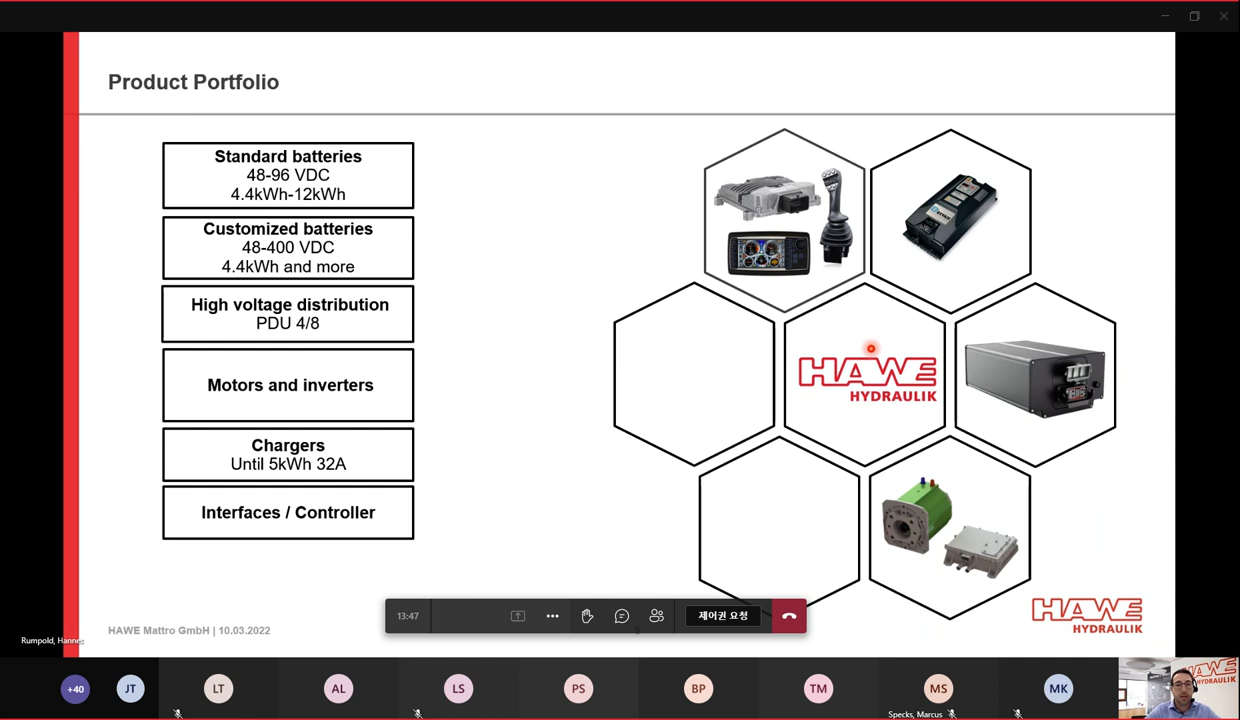 Product Portfolio
Standard batteries
48-96 VDC
4.4kWh-12kWh
Customized batteries
48-400 VDC
4.4kWh and more
High voltage distribution
PDU 4/8
Motors and inverters
Chargers
Until 5kWh 32A
Interfaces / Controller
HAWE
HYDRAULIK
HAWE
HYDRAULIK
13:47
제어권 요청
HAWE Mattro GmbH | 10.03.2022
Rumpold, Hannes
+40
JT
LT
AL
LS
PS
BP
TM
MS
MK
Specks, Marcus
HAWE
HYDRAULIK